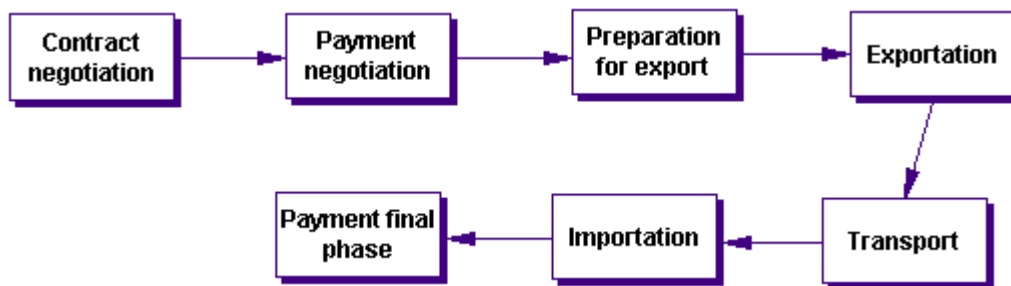 Contract
negotiation
Payment
negotiation
Preparation
for export
Exportation
Transport
Importation
Payment final
phase